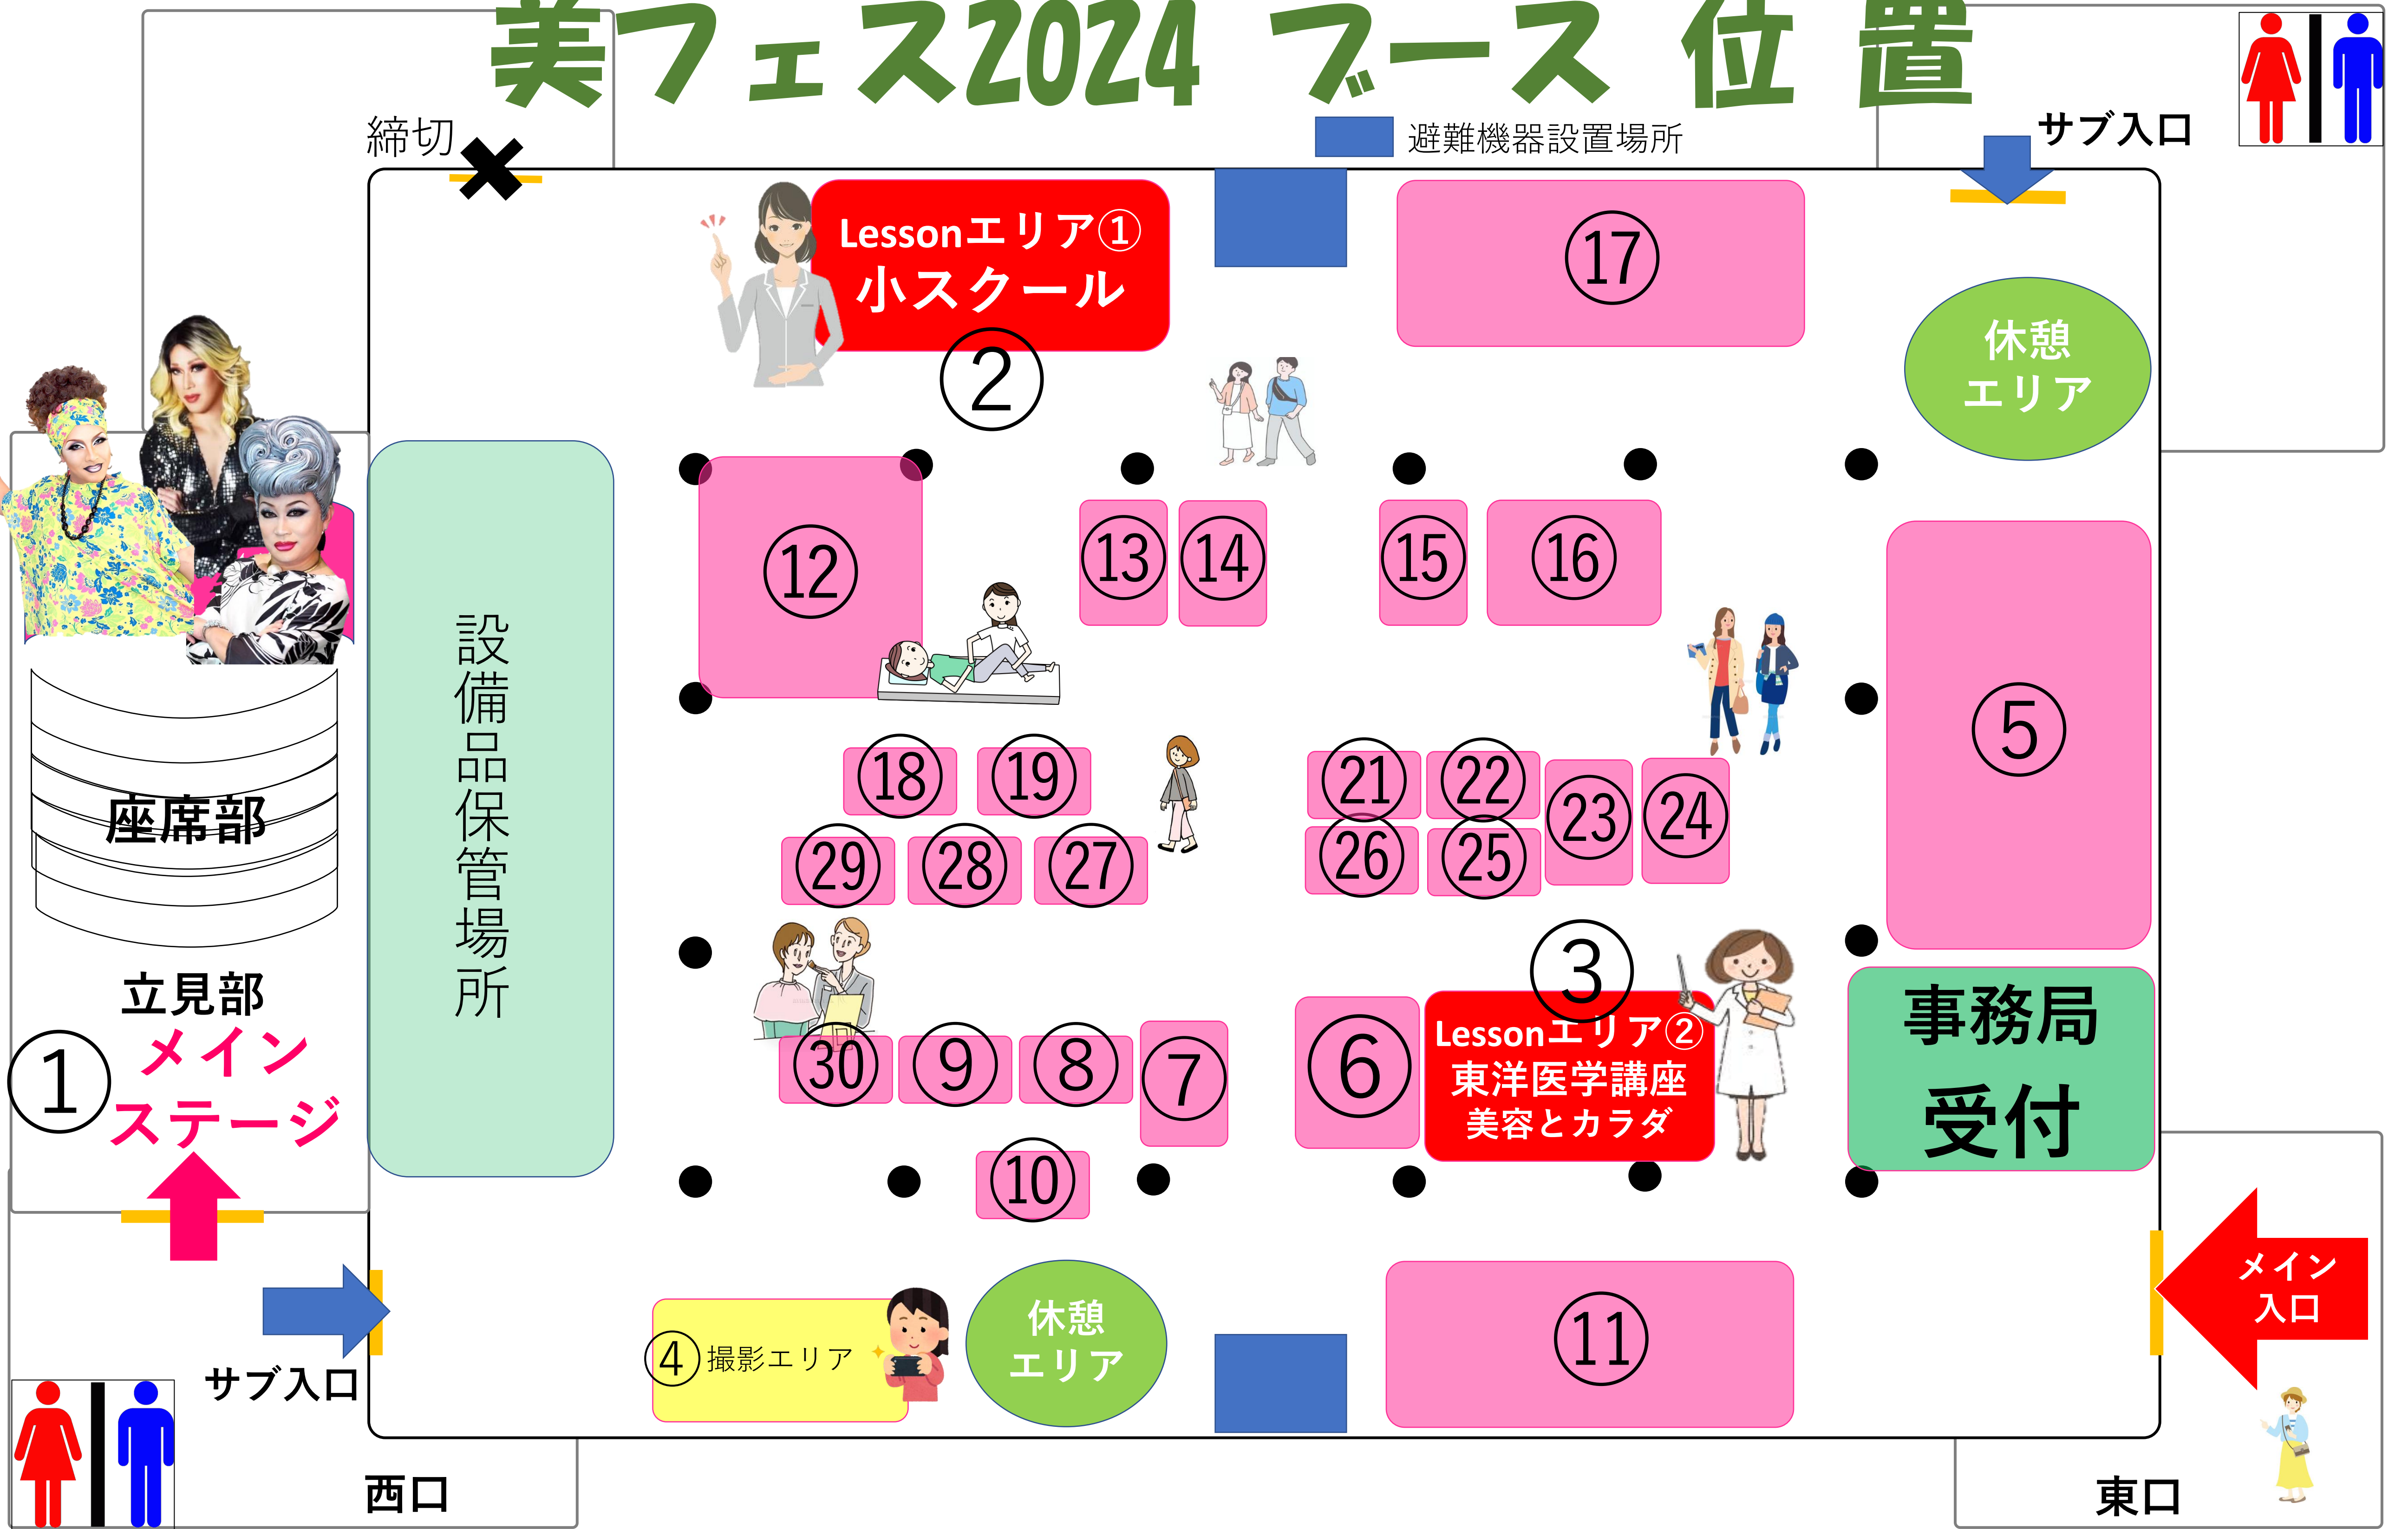 美フェス2024 ブース 位 置
締切
避難機器設置場所
サブ入口
Lessonエリア①
小スクール
②
⑰
休憩
エリア
⑫
⑬
⑭
⑮
⑯
⑤
設備品保管場所
座席部
立見部
①
メイン
ステージ
⑱
⑲
㉑
㉒
㉓
㉔
㉙
㉘
㉗
㉖
㉕
③
Lessonエリア②
東洋医学講座
美容とカラダ
⑥
㉚
⑨
⑧
⑦
⑩
事務局
受付
メイン
入口
④撮影エリア
休憩
エリア
⑪
サブ入口
西口
東口